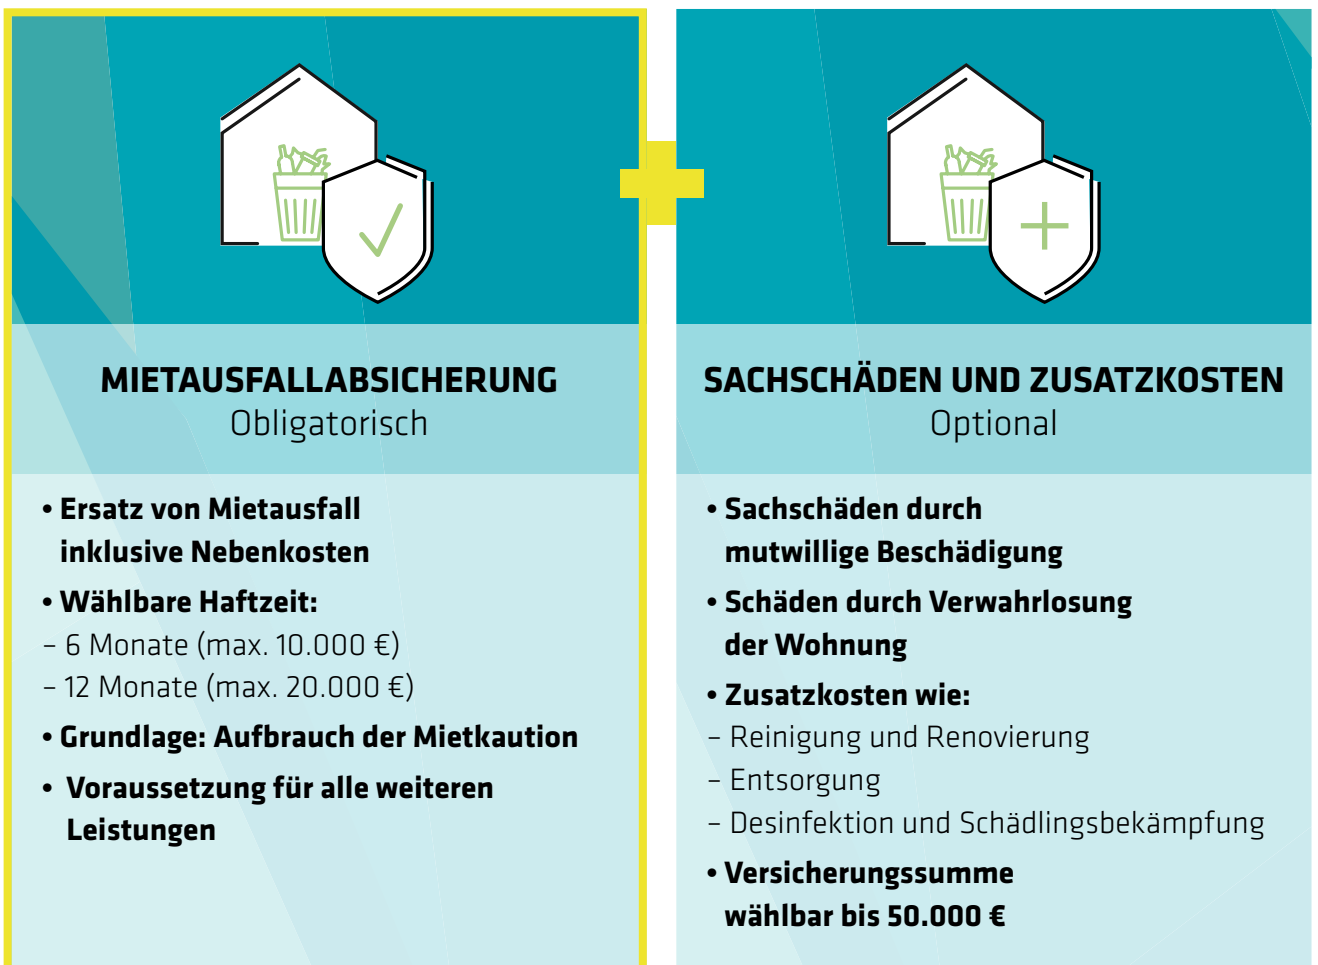 MIETAUSFALLABSICHERUNG
Obligatorisch
• Ersatz von Mietausfall
inklusive Nebenkosten
• Wählbare Haftzeit:
– 6 Monate (max. 10.000 €)
– 12 Monate (max. 20.000 €)
• Grundlage: Aufbrauch der Mietkaution
• Voraussetzung für alle weiteren
Leistungen
SACHSCHÄDEN UND ZUSATZKOSTEN
Optional
• Sachschäden durch
mutwillige Beschädigung
• Schäden durch Verwahrlosung
der Wohnung
• Zusatzkosten wie:
– Reinigung und Renovierung
– Entsorgung
– Desinfektion und Schädlingsbekämpfung
• Versicherungssumme
wählbar bis 50.000 €